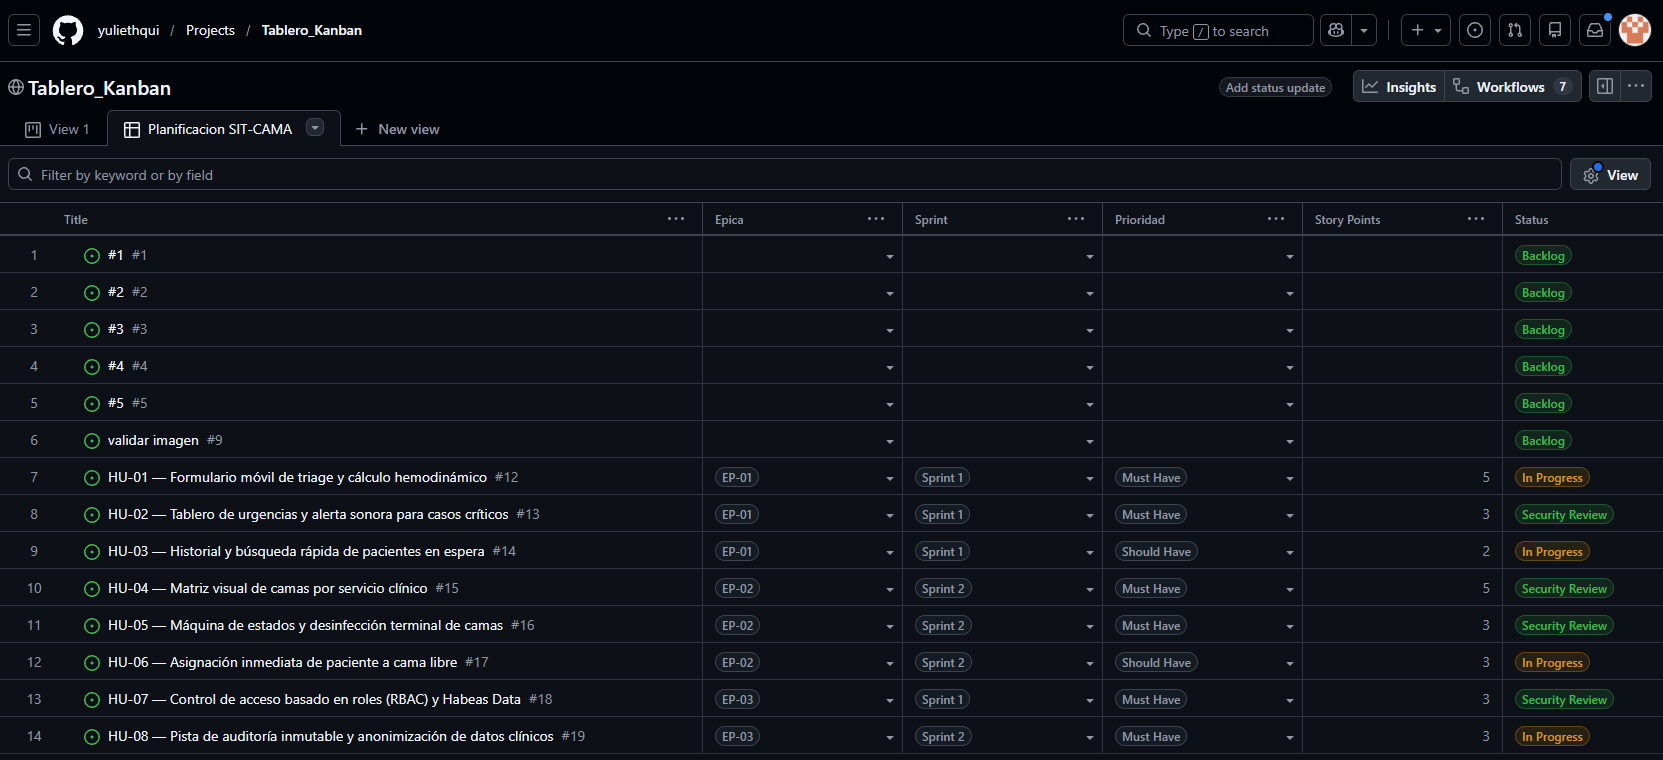 yuliethqui / Projects / Tablero_Kanban
Type / to search
Tablero_Kanban
Add status update
Insights
Workflows 7
View 1
Planificacion SIT-CAMA
New view
Filter by keyword or by field
View
Title Epica Sprint Prioridad Story Points Status
1 #1 #1 Backlog
2 #2 #2 Backlog
3 #3 #3 Backlog
4 #4 #4 Backlog
5 #5 #5 Backlog
6 validar imagen #9 Backlog
7 HU-01 — Formulario móvil de triage y cálculo hemodinámico #12 EP-01 Sprint 1 Must Have 5 In Progress
8 HU-02 — Tablero de urgencias y alerta sonora para casos críticos #13 EP-01 Sprint 1 Must Have 3 Security Review
9 HU-03 — Historial y búsqueda rápida de pacientes en espera #14 EP-01 Sprint 1 Should Have 2 In Progress
10 HU-04 — Matriz visual de camas por servicio clínico #15 EP-02 Sprint 2 Must Have 5 Security Review
11 HU-05 — Máquina de estados y desinfección terminal de camas #16 EP-02 Sprint 2 Must Have 3 Security Review
12 HU-06 — Asignación inmediata de paciente a cama libre #17 EP-02 Sprint 2 Should Have 3 In Progress
13 HU-07 — Control de acceso basado en roles (RBAC) y Habeas Data #18 EP-03 Sprint 1 Must Have 3 Security Review
14 HU-08 — Pista de auditoría inmutable y anonimización de datos clínicos #19 EP-03 Sprint 2 Must Have 3 In Progress